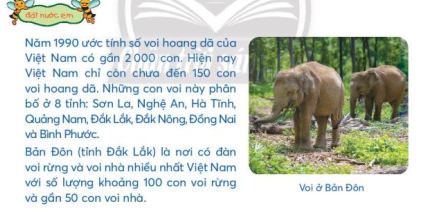 đất nước em
Năm 1990 ước tính số voi hoang dã của
Việt Nam có gần 2 000 con. Hiện nay
Việt Nam chỉ còn chưa đến 150 con
voi hoang dã. Những con voi này phân
bố ở 8 tỉnh: Sơn La, Nghệ An, Hà Tĩnh,
Quảng Nam, Đắk Lắk, Đắk Nông, Đồng Nai
và Bình Phước.
Bản Đôn (tỉnh Đắk Lắk) là nơi có đàn
voi rừng và voi nhà nhiều nhất Việt Nam
với số lượng khoảng 100 con voi rừng
và gần 50 con voi nhà.
Voi ở Bản Đôn